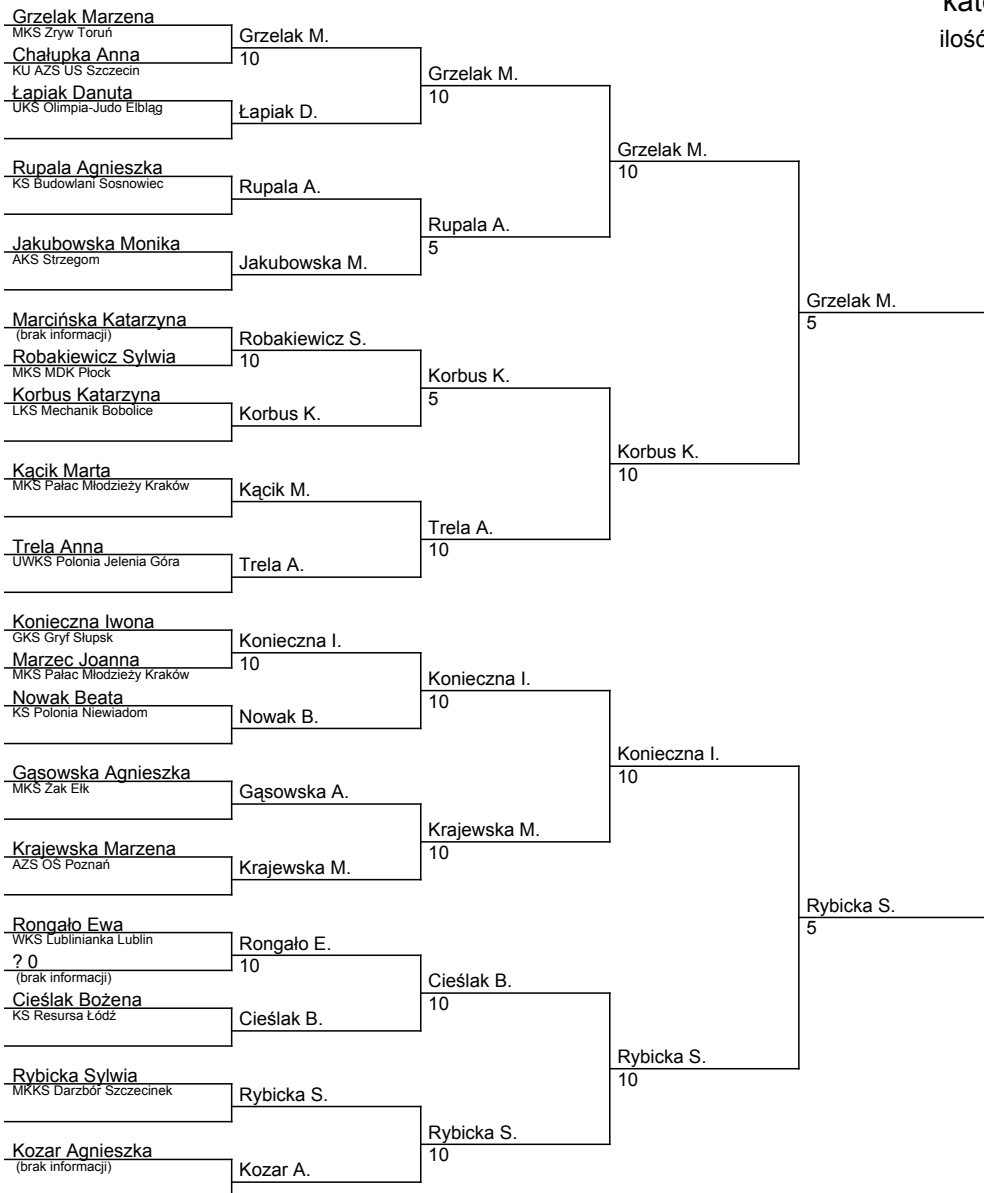 kate
ilość
Grzelak Marzena
MKS Zryw Toruń
Chałupka Anna
KU AZS US Szczecin
Łapiak Danuta
UKS Olimpia-Judo Elbląg
Rupala Agnieszka
KS Budowlani Sosnowiec
Jakubowska Monika
AKS Strzegom
Marcińska Katarzyna
(brak informacji)
Robakiewicz Sylwia
MKS MDK Płock
Korbus Katarzyna
LKS Mechanik Bobolice
Kącik Marta
MKS Pałac Młodzieży Kraków
Trela Anna
UWKS Polonia Jelenia Góra
Konieczna Iwona
GKS Gryf Słupsk
Marzec Joanna
MKS Pałac Młodzieży Kraków
Nowak Beata
KS Polonia Niewiadom
Gąsowska Agnieszka
MKS Żak Ełk
Krajewska Marzena
AZS OŚ Poznań
Rongało Ewa
WKS Lublinianka Lublin
? 0
(brak informacji)
Cieślak Bożena
KS Resursa Łódź
Rybicka Sylwia
MKKS Darzbór Szczecinek
Kozar Agnieszka
(brak informacji)
Grzelak M.
10
Łapiak D.
Rupala A.
Jakubowska M.
Robakiewicz S.
10
Korbus K.
Kącik M.
Trela A.
Konieczna I.
10
Nowak B.
Gąsowska A.
Krajewska M.
Rongało E.
10
Cieślak B.
Rybicka S.
Kozar A.
Grzelak M.
10
Rupala A.
5
Korbus K.
5
Trela A.
10
Konieczna I.
10
Krajewska M.
10
Cieślak B.
10
Rybicka S.
10
Grzelak M.
10
Korbus K.
10
Konieczna I.
10
Rybicka S.
10
Grzelak M.
5
Rybicka S.
5